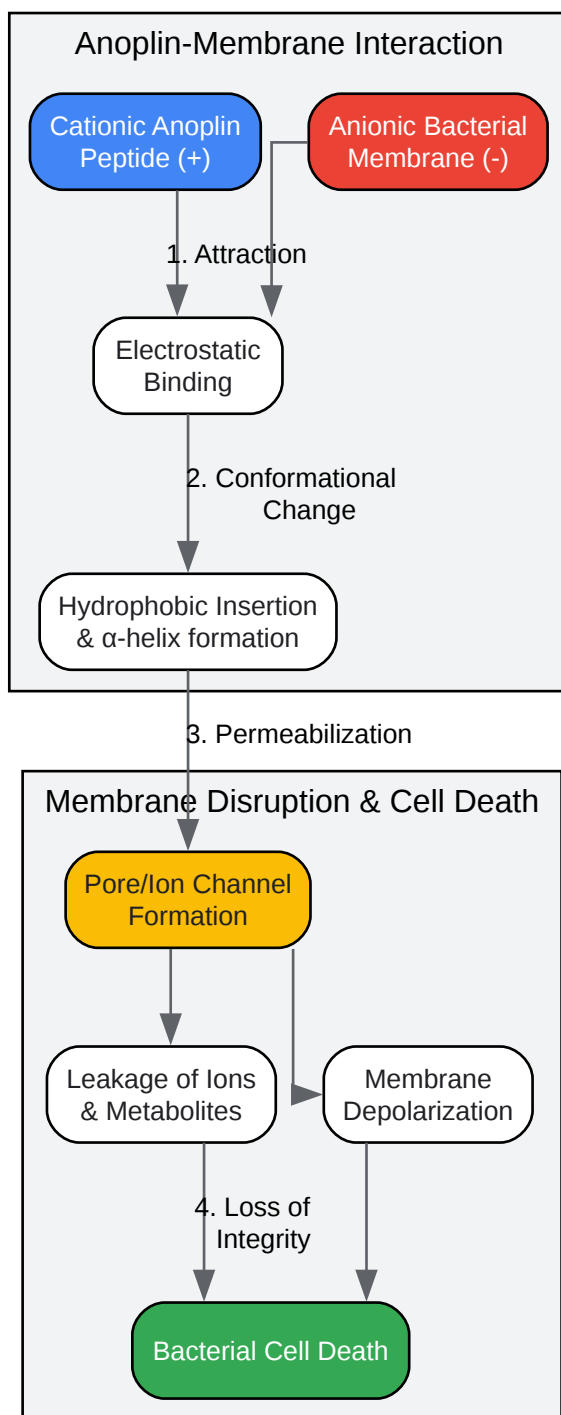 Anoplin-Membrane Interaction
Cationic Anoplin
Peptide (+)
Anionic Bacterial
Membrane (-)
1. Attraction
Electrostatic
Binding
2. Conformational
Change
Hydrophobic Insertion
& α-helix formation
3. Permeabilization
Membrane Disruption & Cell Death
Pore/Ion Channel
Formation
Leakage of Ions
& Metabolites
Membrane
Depolarization
4. Loss of
Integrity
Bacterial Cell Death